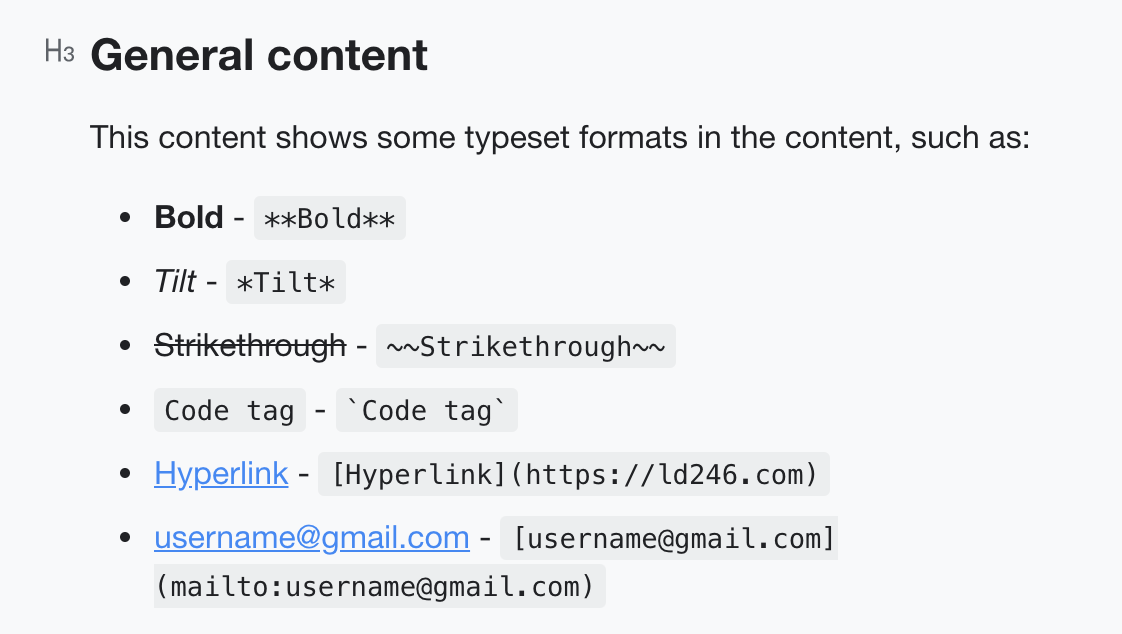 H3 General content
This content shows some typeset formats in the content, such as:
• Bold - **Bold**
• Tilt - *Tilt*
• Strikethrough - ~~Strikethrough~~
• Code tag - `Code tag`
• Hyperlink - [Hyperlink](https://ld246.com)
• username@gmail.com - [username@gmail.com]
(mailto:username@gmail.com)